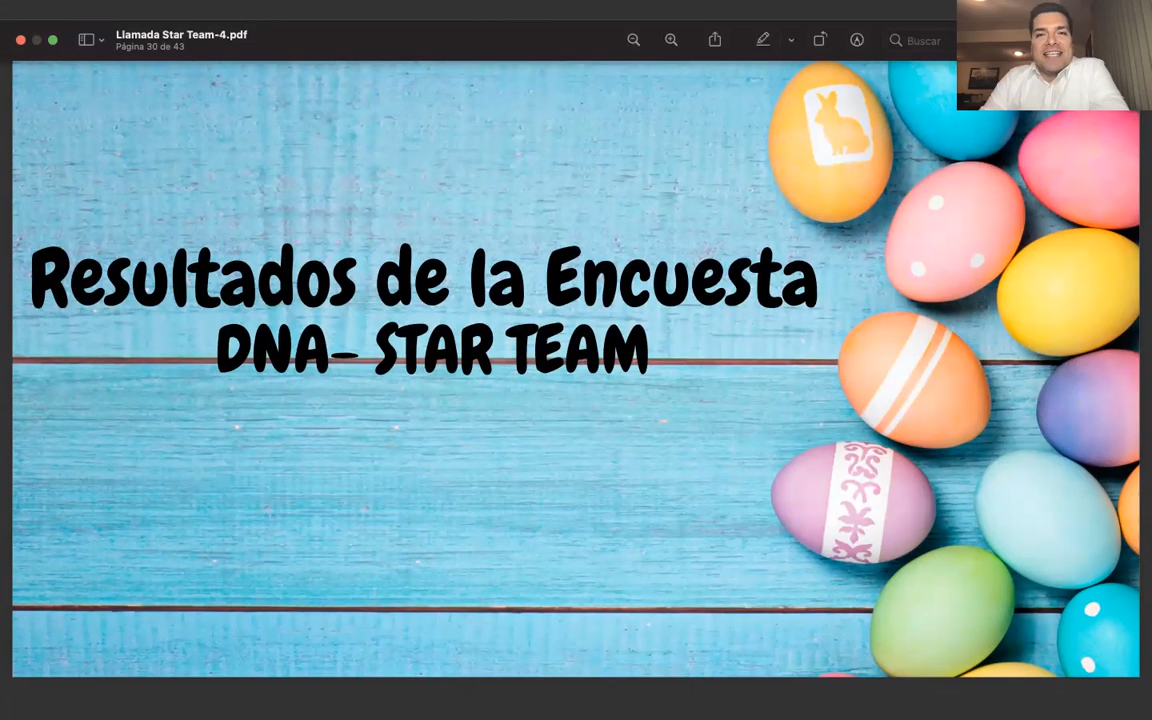 Llamada Star Team-4.pdf
Página 30 de 43
Buscar
Resultados de la Encuesta
DNA– STAR TEAM